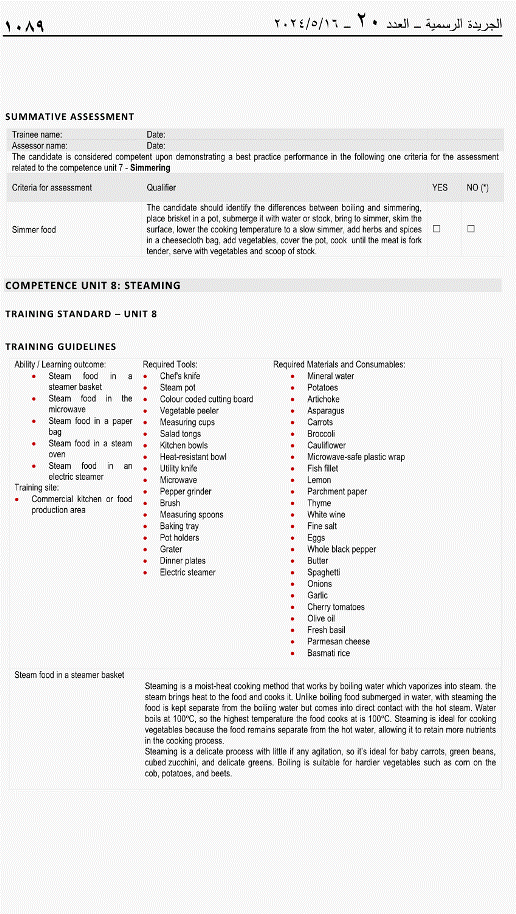 ١٠٨٩
الجريدة الرسمية ـ العدد ٢٠ ـ ٢٠٢٤/٥/١٦
SUMMATIVE ASSESSMENT
Trainee name: Date:
Assessor name: Date:
The candidate is considered competent upon demonstrating a best practice performance in the following one criteria for the assessment
related to the competence unit 7 - Simmering
Criteria for assessment Qualifier YES NO (*)
Simmer food
The candidate should identify the differences between boiling and simmering,
place brisket in a pot, submerge it with water or stock, bring to simmer, skim the
surface, lower the cooking temperature to a slow simmer, add herbs and spices
in a cheesecloth bag, add vegetables, cover the pot, cook until the meat is fork
tender, serve with vegetables and scoop of stock.
☐ ☐
COMPETENCE UNIT 8: STEAMING
TRAINING STANDARD – UNIT 8
TRAINING GUIDELINES
Ability / Learning outcome:
• Steam food in a
steamer basket
• Steam food in the
microwave
• Steam food in a paper
bag
• Steam food in a steam
oven
• Steam food in an
electric steamer
Training site:
• Commercial kitchen or food
production area
Required Tools:
• Chef's knife
• Steam pot
• Colour coded cutting board
• Vegetable peeler
• Measuring cups
• Salad tongs
• Kitchen bowls
• Heat-resistant bowl
• Utility knife
• Microwave
• Pepper grinder
• Brush
• Measuring spoons
• Baking tray
• Pot holders
• Grater
• Dinner plates
• Electric steamer
Required Materials and Consumables:
• Mineral water
• Potatoes
• Artichoke
• Asparagus
• Carrots
• Broccoli
• Cauliflower
• Microwave-safe plastic wrap
• Fish fillet
• Lemon
• Parchment paper
• Thyme
• White wine
• Fine salt
• Eggs
• Whole black pepper
• Butter
• Spaghetti
• Onions
• Garlic
• Cherry tomatoes
• Olive oil
• Fresh basil
• Parmesan cheese
• Basmati rice
Steam food in a steamer basket
Steaming is a moist-heat cooking method that works by boiling water which vaporizes into steam. the
steam brings heat to the food and cooks it. Unlike boiling food submerged in water, with steaming the
food is kept separate from the boiling water but comes into direct contact with the hot steam. Water
boils at 100ºC, so the highest temperature the food cooks at is 100ºC. Steaming is ideal for cooking
vegetables because the food remains separate from the hot water, allowing it to retain more nutrients
in the cooking process.
Steaming is a delicate process with little if any agitation, so it's ideal for baby carrots, green beans,
cubed zucchini, and delicate greens. Boiling is suitable for hardier vegetables such as corn on the
cob, potatoes, and beets.